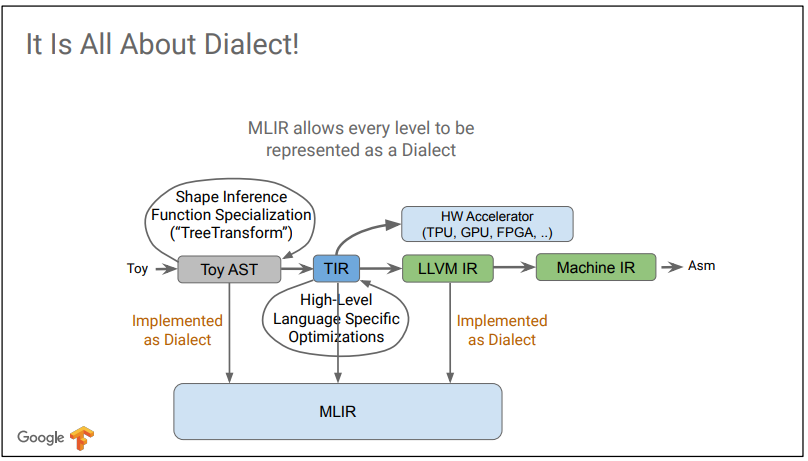 It Is All About Dialect!
MLIR allows every level to be
represented as a Dialect
Shape Inference
Function Specialization
(“TreeTransform”)
HW Accelerator
(TPU, GPU, FPGA, ..)
Toy
Toy AST
TIR
LLVM IR
Machine IR
Asm
High-Level
Language Specific
Optimizations
Implemented
as Dialect
Implemented
as Dialect
MLIR
Google